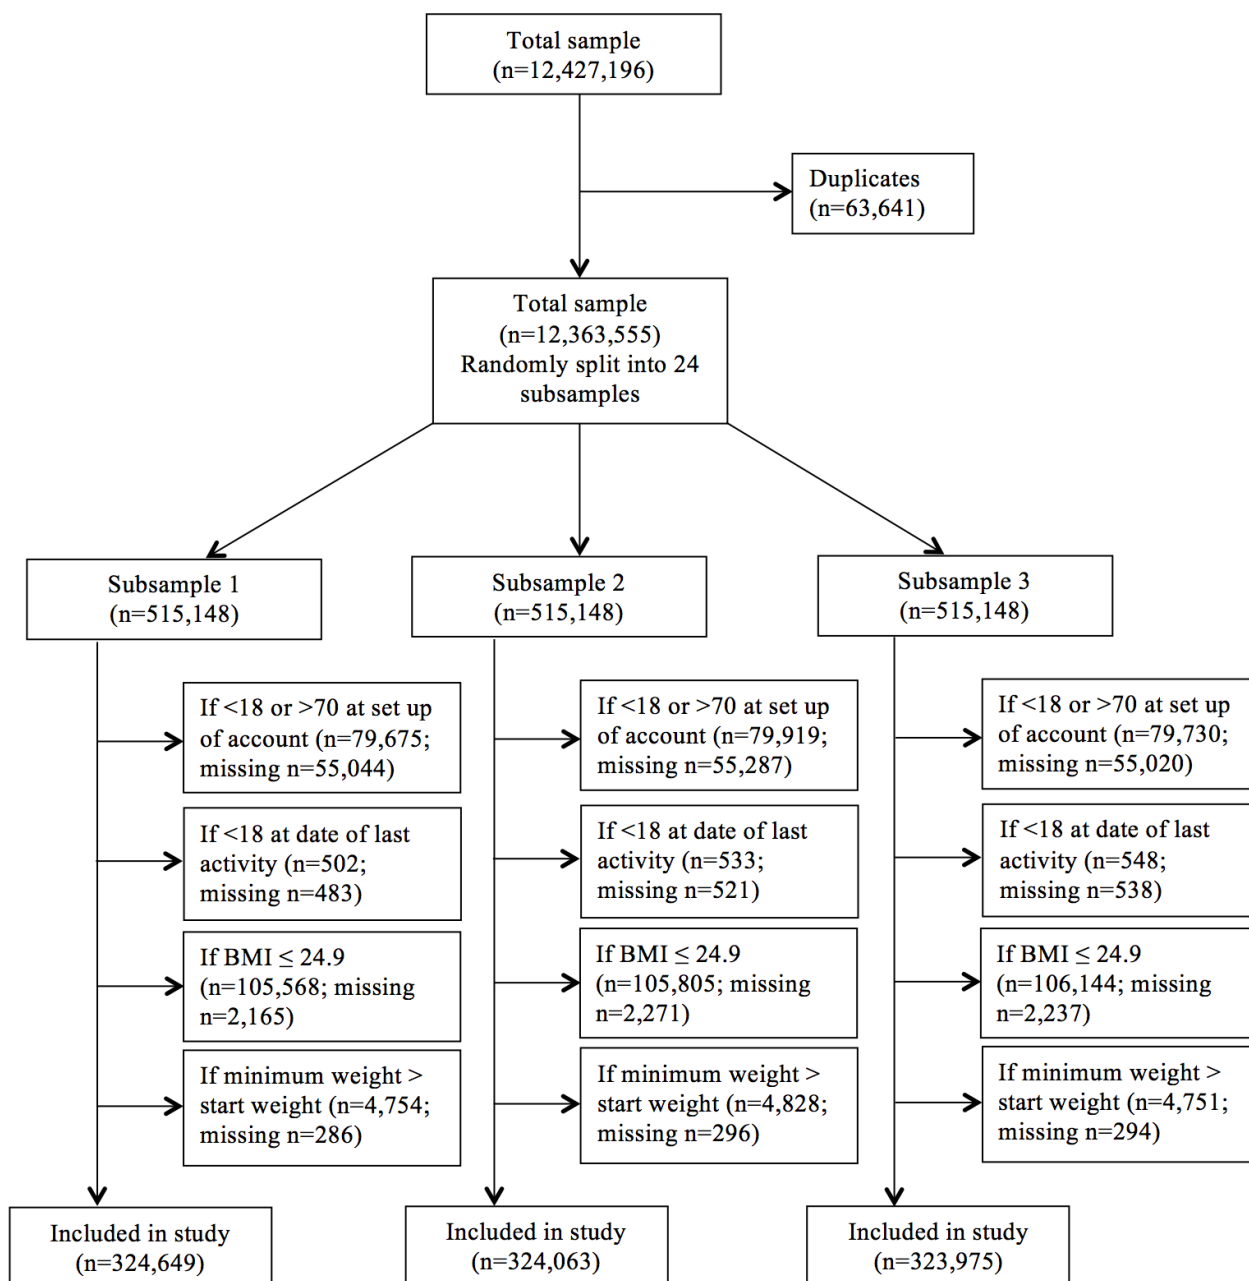 Total sample
(n=12,427,196)
Duplicates
(n=63,641)
Total sample
(n=12,363,555)
Randomly split into 24
subsamples
Subsample 1
(n=515,148)
Subsample 2
(n=515,148)
Subsample 3
(n=515,148)
If <18 or >70 at set up
of account (n=79,675;
missing n=55,044)
If <18 or >70 at set up
of account (n=79,919;
missing n=55,287)
If <18 or >70 at set up
of account (n=79,730;
missing n=55,020)
If <18 at date of last
activity (n=502;
missing n=483)
If <18 at date of last
activity (n=533;
missing n=521)
If <18 at date of last
activity (n=548;
missing n=538)
If BMI ≤ 24.9
(n=105,568; missing
n=2,165)
If BMI ≤ 24.9
(n=105,805; missing
n=2,271)
If BMI ≤ 24.9
(n=106,144; missing
n=2,237)
If minimum weight >
start weight (n=4,754;
missing n=286)
If minimum weight >
start weight (n=4,828;
missing n=296)
If minimum weight >
start weight (n=4,751;
missing n=294)
Included in study
(n=324,649)
Included in study
(n=324,063)
Included in study
(n=323,975)